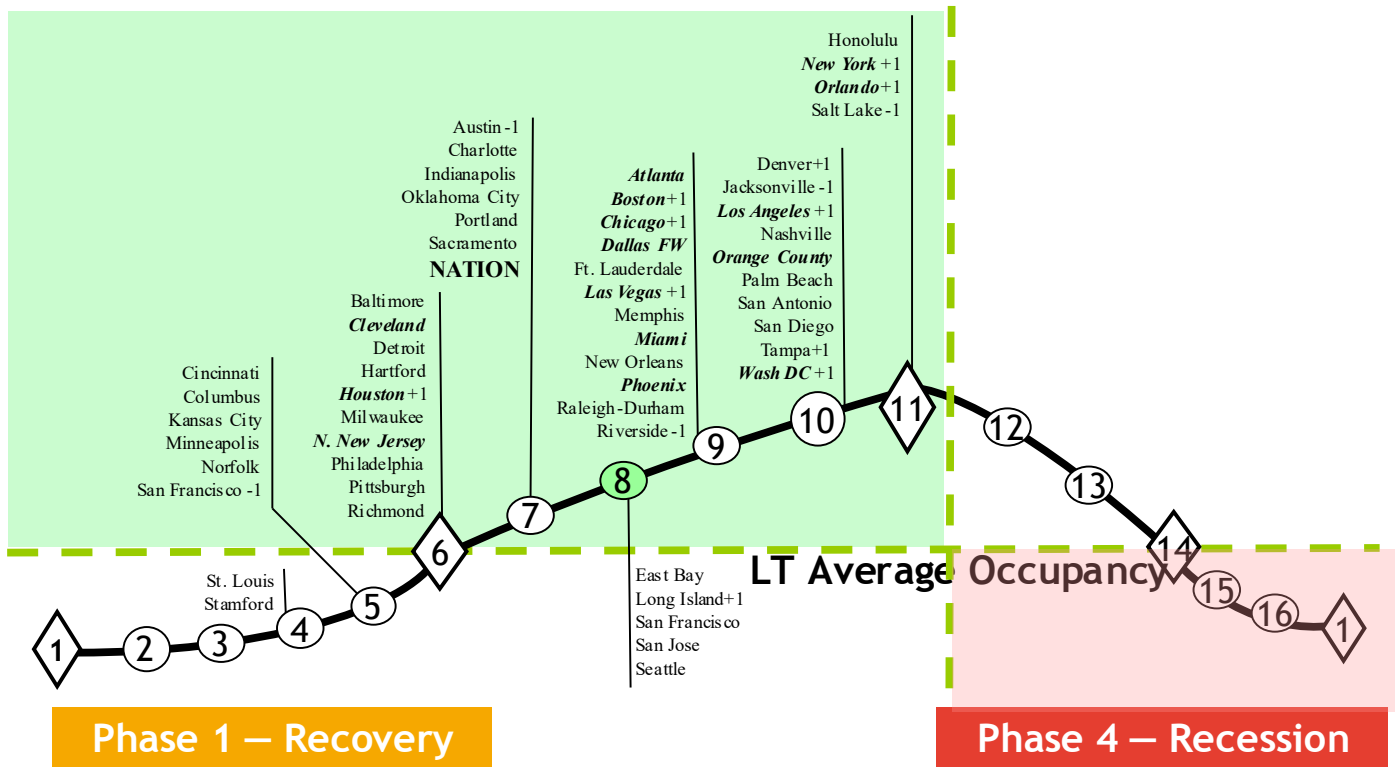 Honolulu
New York +1
Orlando+1
Salt Lake -1
Austin -1
Charlotte
Indianapolis
Oklahoma City
Portland
Sacramento
NATION
Atlanta
Boston+1
Chicago+1
Dallas FW
Ft. Lauderdale
Las Vegas +1
Memphis
Miami
New Orleans
Phoenix
Raleigh-Durham
Riverside -1
Denver+1
Jacksonville -1
Los Angeles +1
Nashville
Orange County
Palm Beach
San Antonio
San Diego
Tampa+1
Wash DC +1
Baltimore
Cleveland
Detroit
Hartford
Houston+1
Milwaukee
N. New Jersey
Philadelphia
Pittsburgh
Richmond
Cincinnati
Columbus
Kansas City
Minneapolis
Norfolk
San Francisco -1
St. Louis
Stamford
East Bay
Long Island+1
San Francisco
San Jose
Seattle
LT Average Occupancy
1
2
3
4
5
6
7
8
9
10
11
12
13
14
15
16
1
Phase 1 — Recovery
Phase 4 — Recession